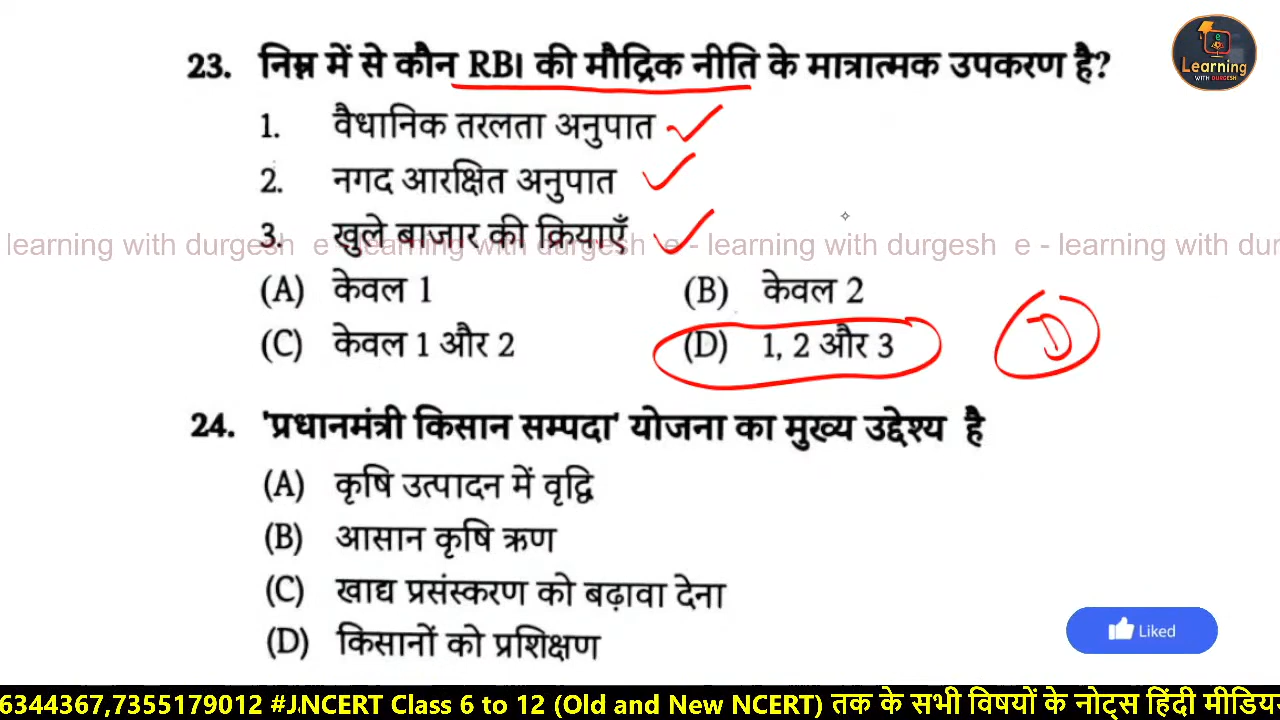 e
Learning
WITH DURGESH
23. निम्न में से कौन RBI की मौद्रिक नीति के मात्रात्मक उपकरण है?
1. वैधानिक तरलता अनुपात
2. नगद आरक्षित अनुपात
3. खुले बाजार की क्रियाएँ
learning with durgesh e - learning with durgesh e - learning with durgesh e - learning with dur
(A) केवल 1 (B) केवल 2
(C) केवल 1 और 2 (D) 1, 2 और 3
D
24. 'प्रधानमंत्री किसान सम्पदा' योजना का मुख्य उद्देश्य है
(A) कृषि उत्पादन में वृद्धि
(B) आसान कृषि ऋण
(C) खाद्य प्रसंस्करण को बढ़ावा देना
(D) किसानों को प्रशिक्षण
Liked
6344367,7355179012 #J.NCERT Class 6 to 12 (Old and New NCERT) तक के सभी विषयों के नोट्स हिंदी मीडिय